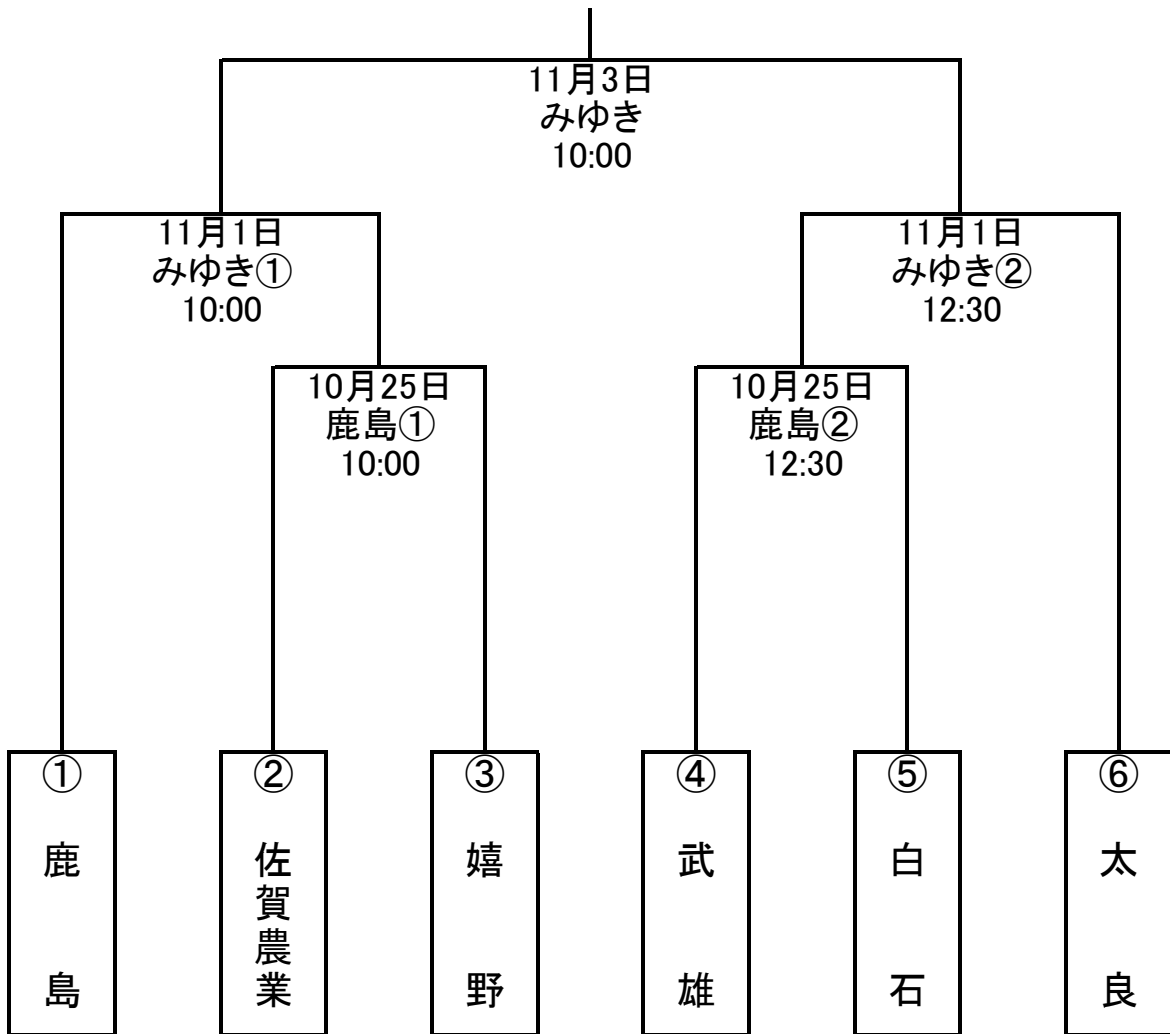 11月3日
みゆき
10:00
11月1日
みゆき①
10:00
11月1日
みゆき②
12:30
10月25日
鹿島①
10:00
10月25日
鹿島②
12:30
①
鹿島
②
佐賀農業
③
嬉野
④
武雄
⑤
白石
⑥
太良